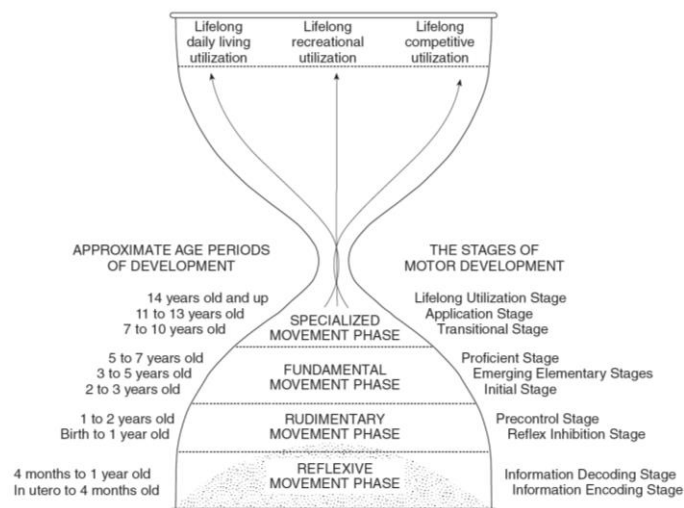 Lifelong
daily living
utilization
Lifelong
recreational
utilization
Lifelong
competitive
utilization
APPROXIMATE AGE PERIODS
OF DEVELOPMENT
THE STAGES OF
MOTOR DEVELOPMENT
14 years old and up
11 to 13 years old
7 to 10 years old
SPECIALIZED
MOVEMENT PHASE
Lifelong Utilization Stage
Application Stage
Transitional Stage
5 to 7 years old
3 to 5 years old
2 to 3 years old
FUNDAMENTAL
MOVEMENT PHASE
Proficient Stage
Emerging Elementary Stages
Initial Stage
1 to 2 years old
Birth to 1 year old
RUDIMENTARY
MOVEMENT PHASE
Precontrol Stage
Reflex Inhibition Stage
4 months to 1 year old
In utero to 4 months old
REFLEXIVE
MOVEMENT PHASE
Information Decoding Stage
Information Encoding Stage